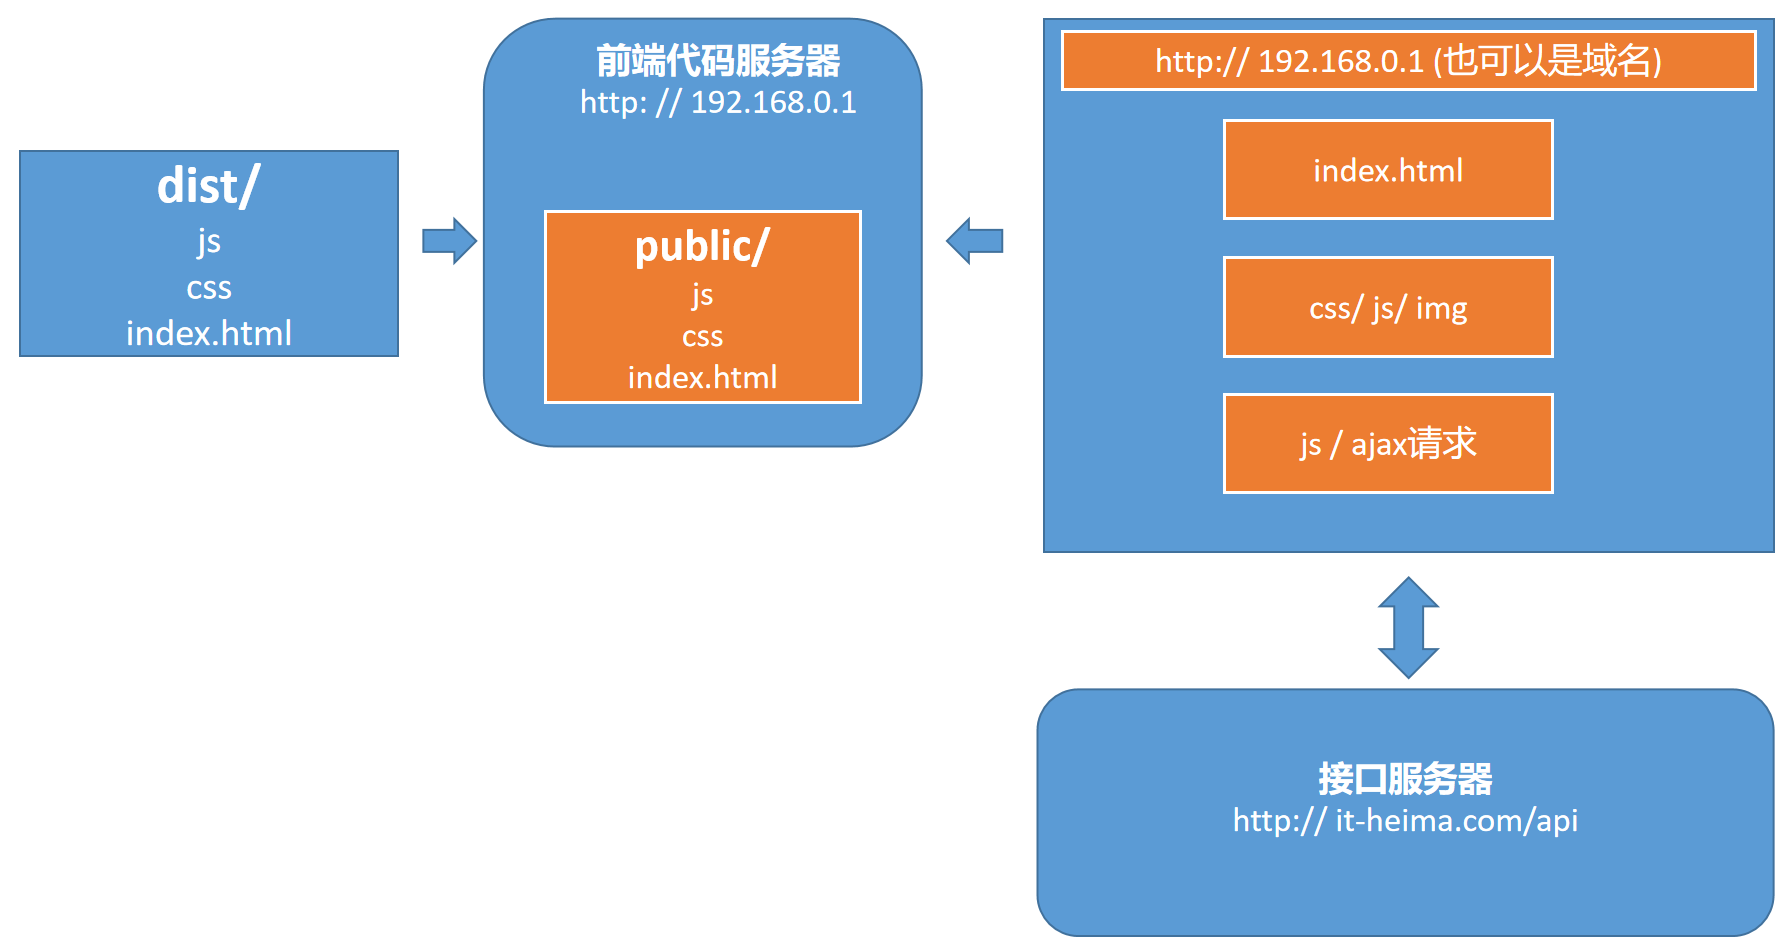 dist/
js
css
index.html
前端代码服务器
http: // 192.168.0.1
public/
js
css
index.html
http:// 192.168.0.1 (也可以是域名)
index.html
css/ js/ img
js / ajax请求
接口服务器
http:// it-heima.com/api